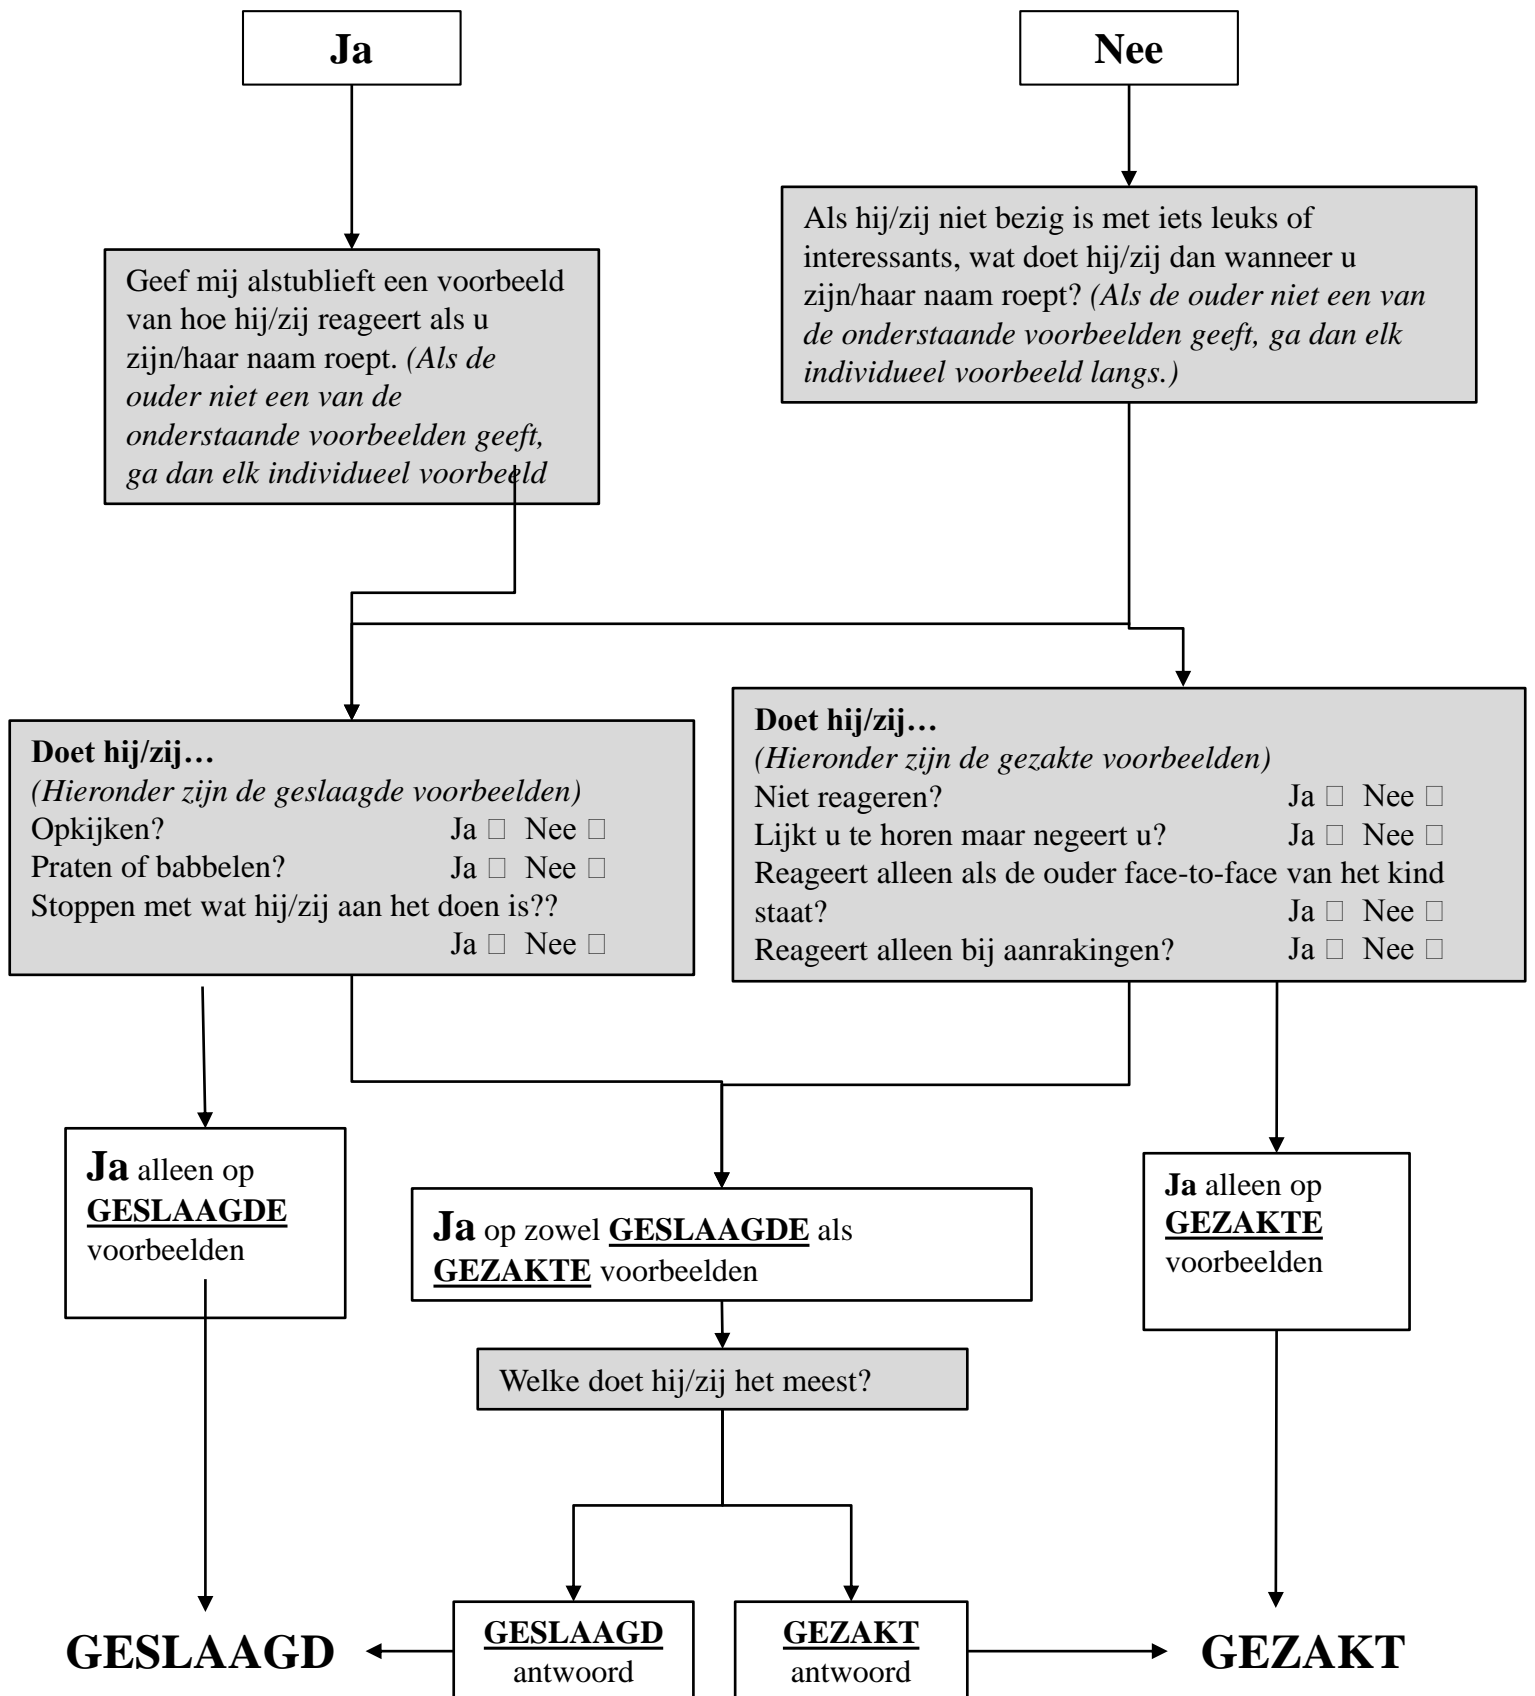 Ja
Nee
Geef mij alstublieft een voorbeeld
van hoe hij/zij reageert als u
zijn/haar naam roept. (Als de
ouder niet een van de
onderstaande voorbeelden geeft,
ga dan elk individueel voorbeeld
Als hij/zij niet bezig is met iets leuks of
interessants, wat doet hij/zij dan wanneer u
zijn/haar naam roept? (Als de ouder niet een van
de onderstaande voorbeelden geeft, ga dan elk
individueel voorbeeld langs.)
Doet hij/zij…
(Hieronder zijn de geslaagde voorbeelden)
Opkijken? Ja □ Nee □
Praten of babbelen? Ja □ Nee □
Stoppen met wat hij/zij aan het doen is??
Ja □ Nee □
Doet hij/zij…
(Hieronder zijn de gezakte voorbeelden)
Niet reageren? Ja □ Nee □
Lijkt u te horen maar negeert u? Ja □ Nee □
Reageert alleen als de ouder face-to-face van het kind
staat? Ja □ Nee □
Reageert alleen bij aanrakingen? Ja □ Nee □
Ja alleen op
GESLAAGDE
voorbeelden
Ja op zowel GESLAAGDE als
GEZAKTE voorbeelden
Ja alleen op
GEZAKTE
voorbeelden
Welke doet hij/zij het meest?
GESLAAGD
GESLAAGD
antwoord
GEZAKT
antwoord
GEZAKT